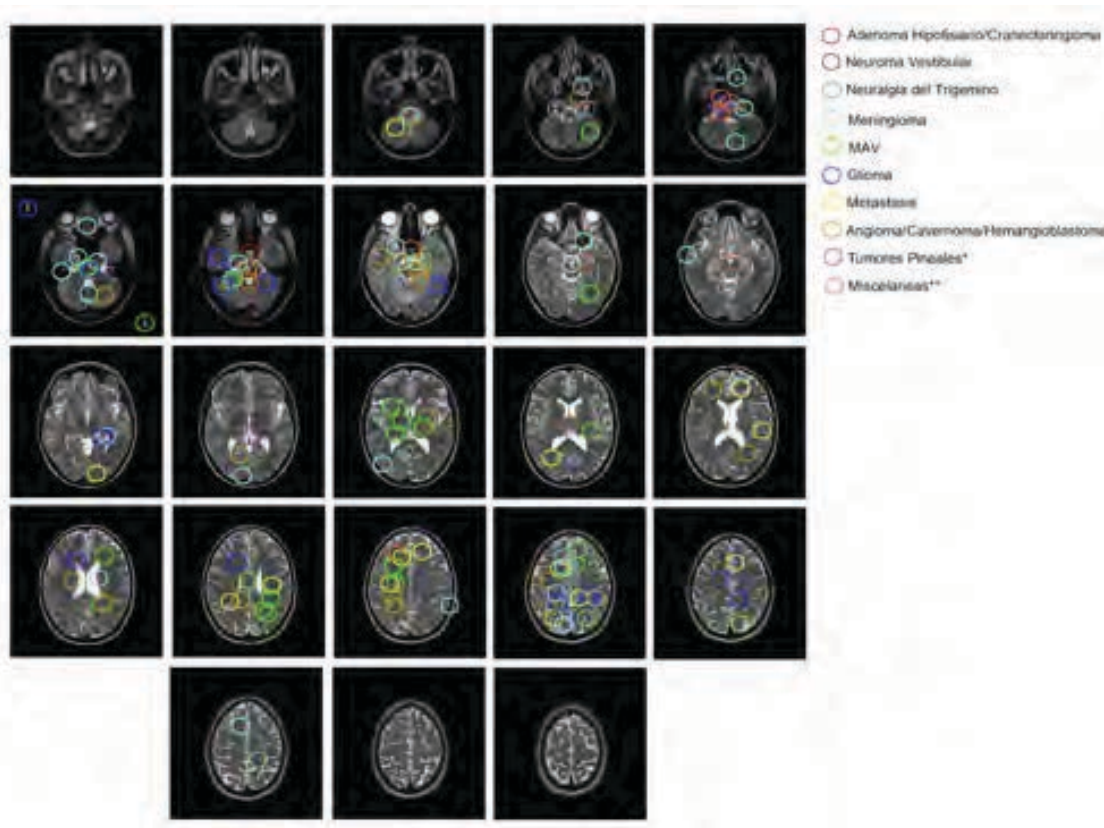 Adenoma Hipofisario/Craneofaringioma
Neuroma Vestibular
Neuralgia del Trigemino
Meningioma
MAV
Glioma
Metastasis
Angioma/Cavernoma/Hemangioblastoma
Tumores Pineales*
Miscelaneas**